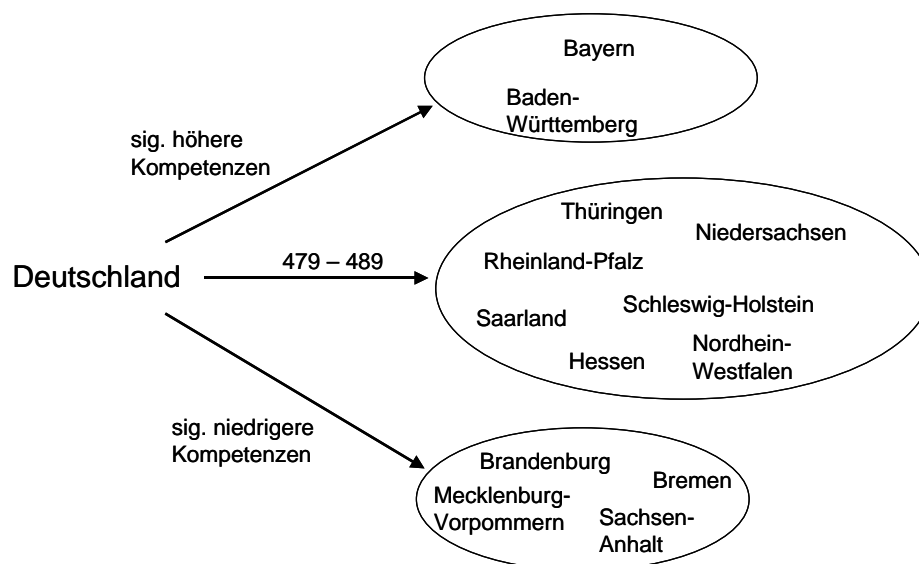 Bayern
Baden-
Württemberg
sig. höhere
Kompetenzen
Thüringen
Niedersachsen
Rheinland-Pfalz
479 – 489
Deutschland
Schleswig-Holstein
Saarland
Nordhein-
Westfalen
Hessen
sig. niedrigere
Kompetenzen
Brandenburg
Bremen
Mecklenburg-
Vorpommern
Sachsen-
Anhalt